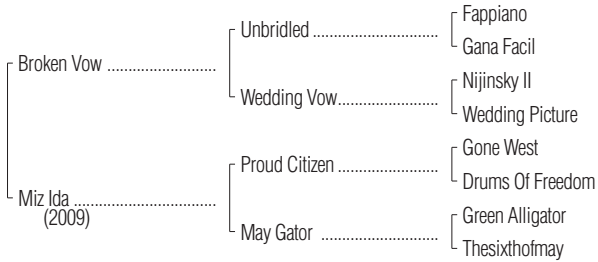 Fappiano
Unbridled ....................
Gana Facil
Broken Vow ....................
Nijinsky II
Wedding Vow....................
Wedding Picture
Gone West
Proud Citizen ....................
Drums Of Freedom
Miz Ida ....................
(2009)
Green Alligator
May Gator ....................
Thesixthofmay